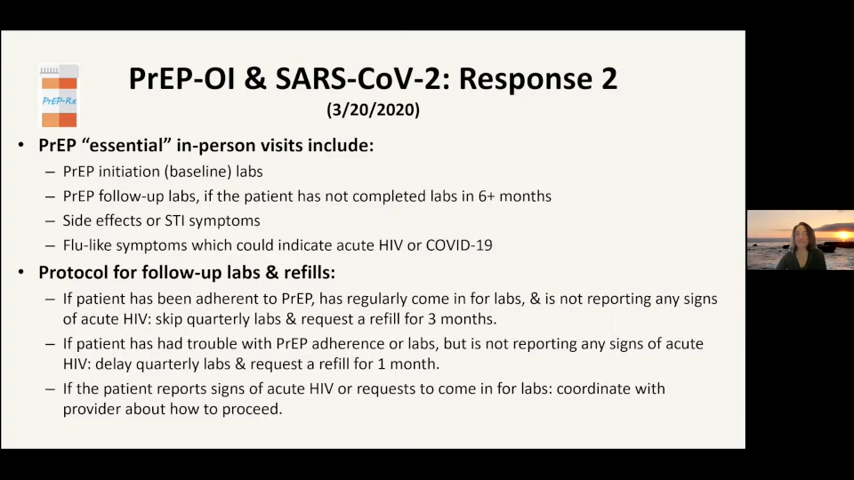 PrEP-OI & SARS-CoV-2: Response 2
(3/20/2020)
PrEP-Rx
• PrEP “essential” in-person visits include:
– PrEP initiation (baseline) labs
– PrEP follow-up labs, if the patient has not completed labs in 6+ months
– Side effects or STI symptoms
– Flu-like symptoms which could indicate acute HIV or COVID-19
• Protocol for follow-up labs & refills:
– If patient has been adherent to PrEP, has regularly come in for labs, & is not reporting any signs
of acute HIV: skip quarterly labs & request a refill for 3 months.
– If patient has had trouble with PrEP adherence or labs, but is not reporting any signs of acute
HIV: delay quarterly labs & request a refill for 1 month.
– If the patient reports signs of acute HIV or requests to come in for labs: coordinate with
provider about how to proceed.